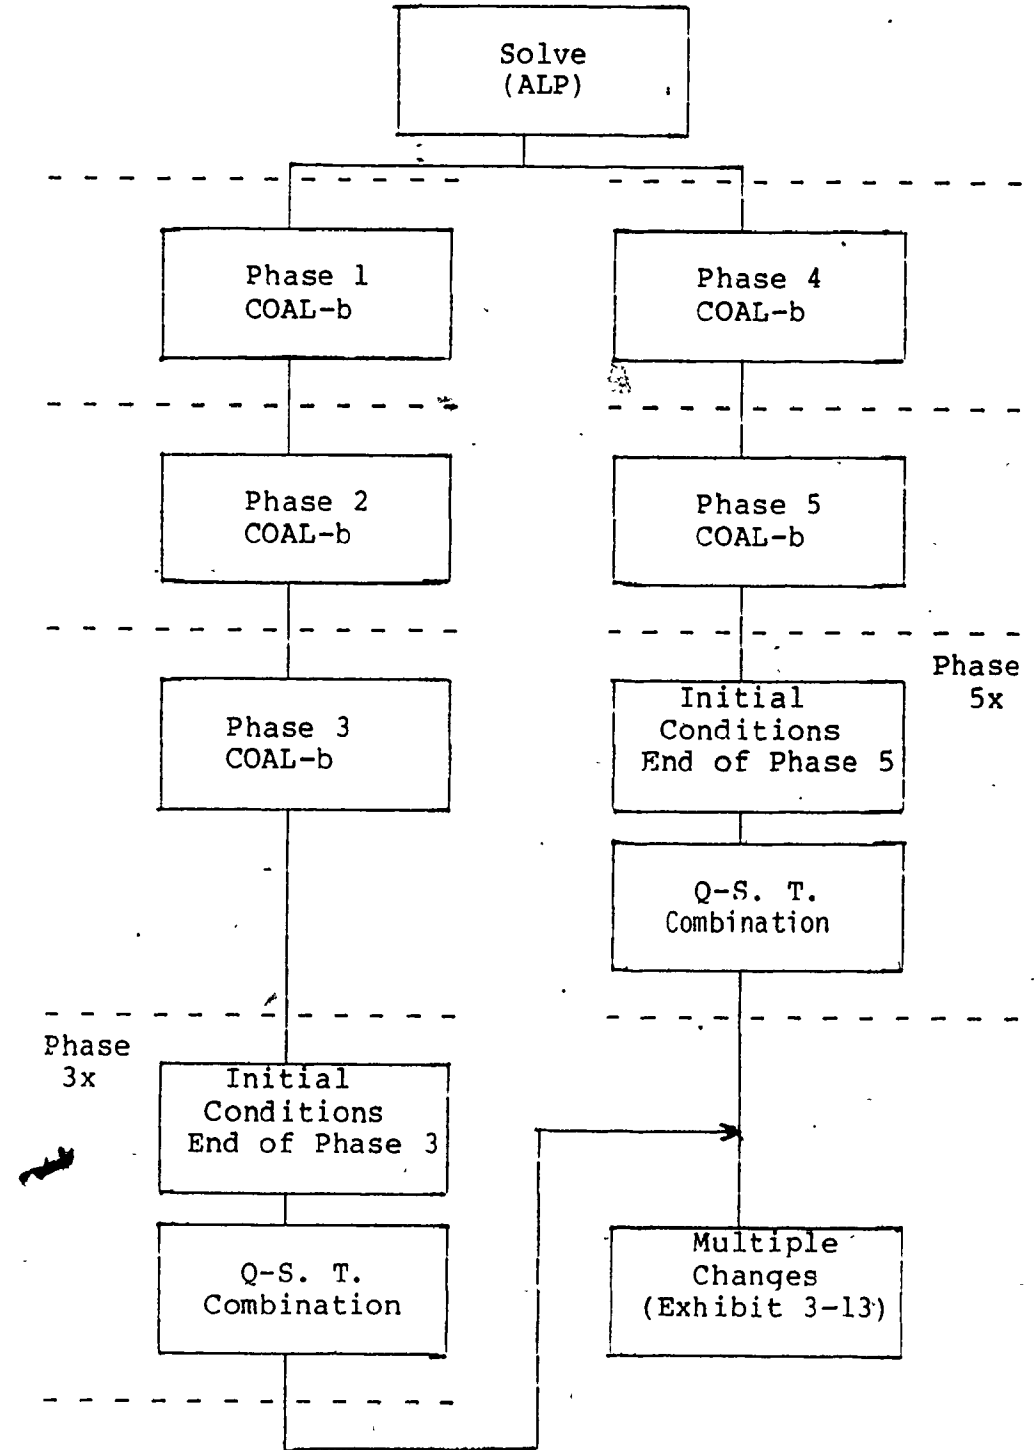 Solve
(ALP)
Phase 1
COAL-b
Phase 2
COAL-b
Phase 3
COAL-b
Phase
3x
Initial
Conditions
End of Phase 3
Q-S. T.
Combination
Phase 4
COAL-b
Phase 5
COAL-b
Phase
5x
Initial
Conditions
End of Phase 5
Q-S. T.
Combination
Multiple
Changes
(Exhibit 3-13)